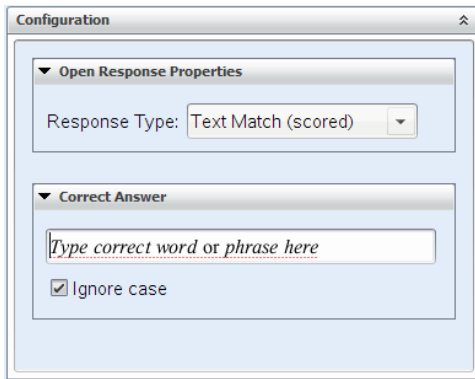 Configuration
Open Response Properties
Response Type: Text Match (scored)
Correct Answer
Type correct word or phrase here
Ignore case